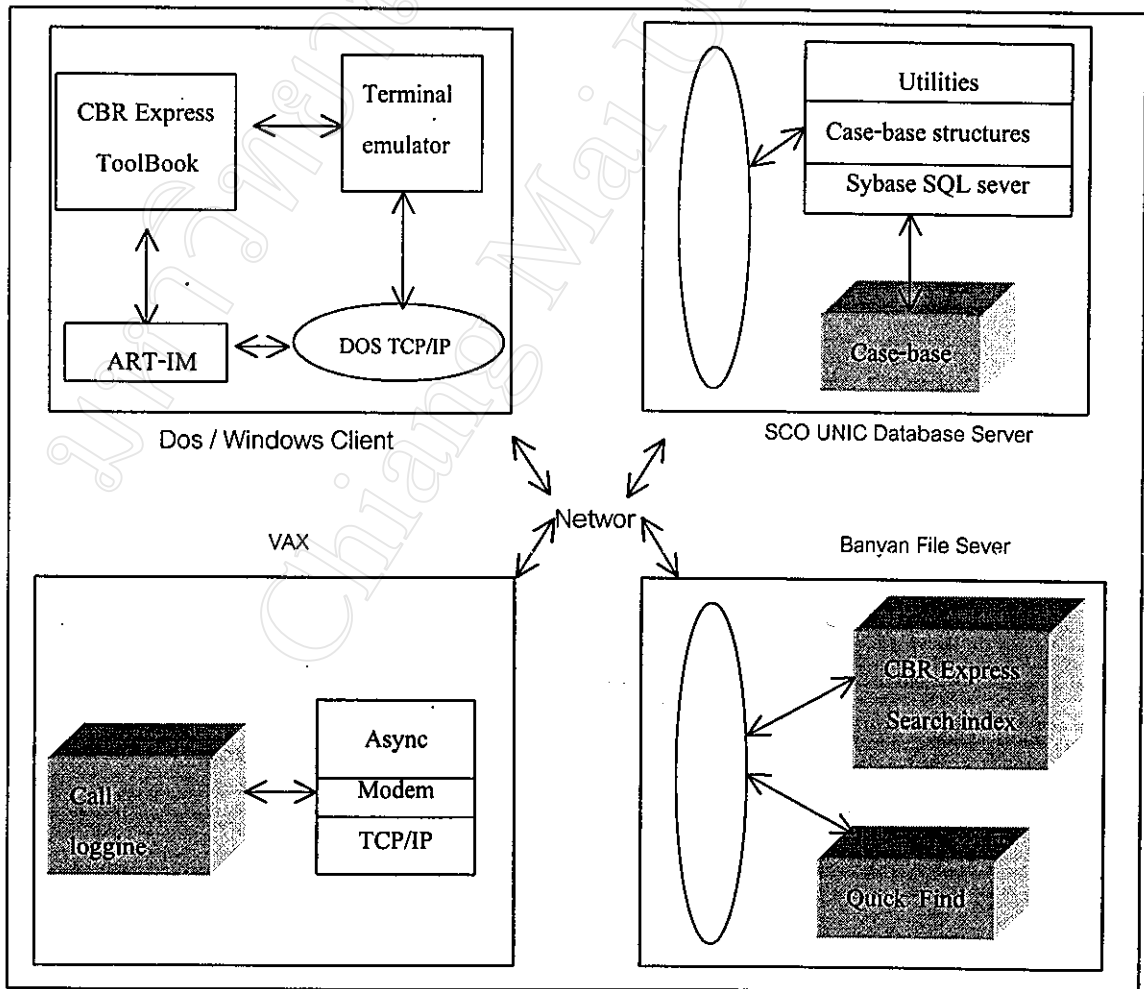 CBR Express
ToolBook
Terminal
emulator
ART-IM
DOS TCP/IP
Dos / Windows Client
Utilities
Case-base structures
Sybase SQL sever
Case-base
SCO UNIC Database Server
Networ
VAX
Call
loggine
Async
Modem
TCP/IP
Banyan File Sever
CBR Express
Search index
Quick Find
Chiang Mai U